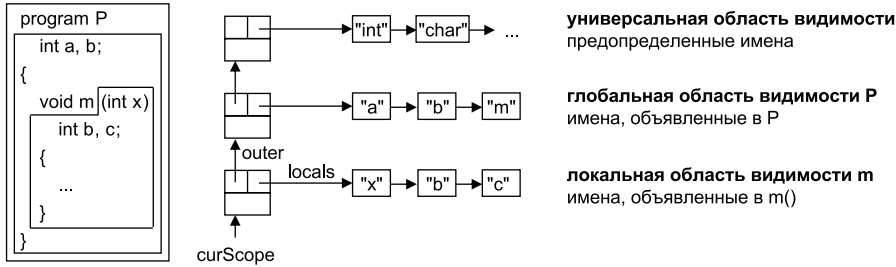 program P
int a, b;
{
void m (int x)
int b, c;
{
...
}
}
"int" "char" ...
"a" "b" "m"
outer
locals
"x" "b" "c"
curScope
универсальная область видимости
предопределенные имена
глобальная область видимости P
имена, объявленные в P
локальная область видимости m
имена, объявленные в m()